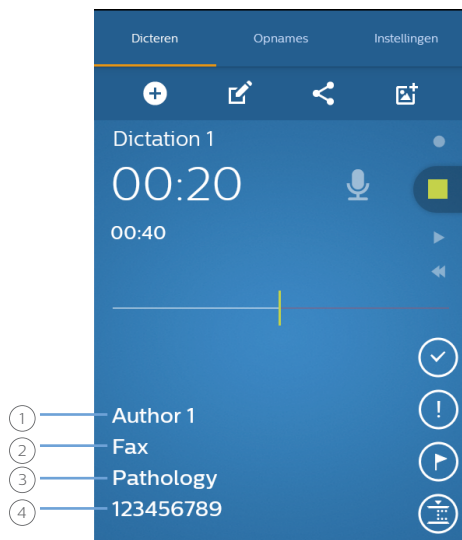 Dicteren Opnames Instellingen
Dictation 1
00:20
00:40
1 Author 1
2 Fax
3 Pathology
4 123456789